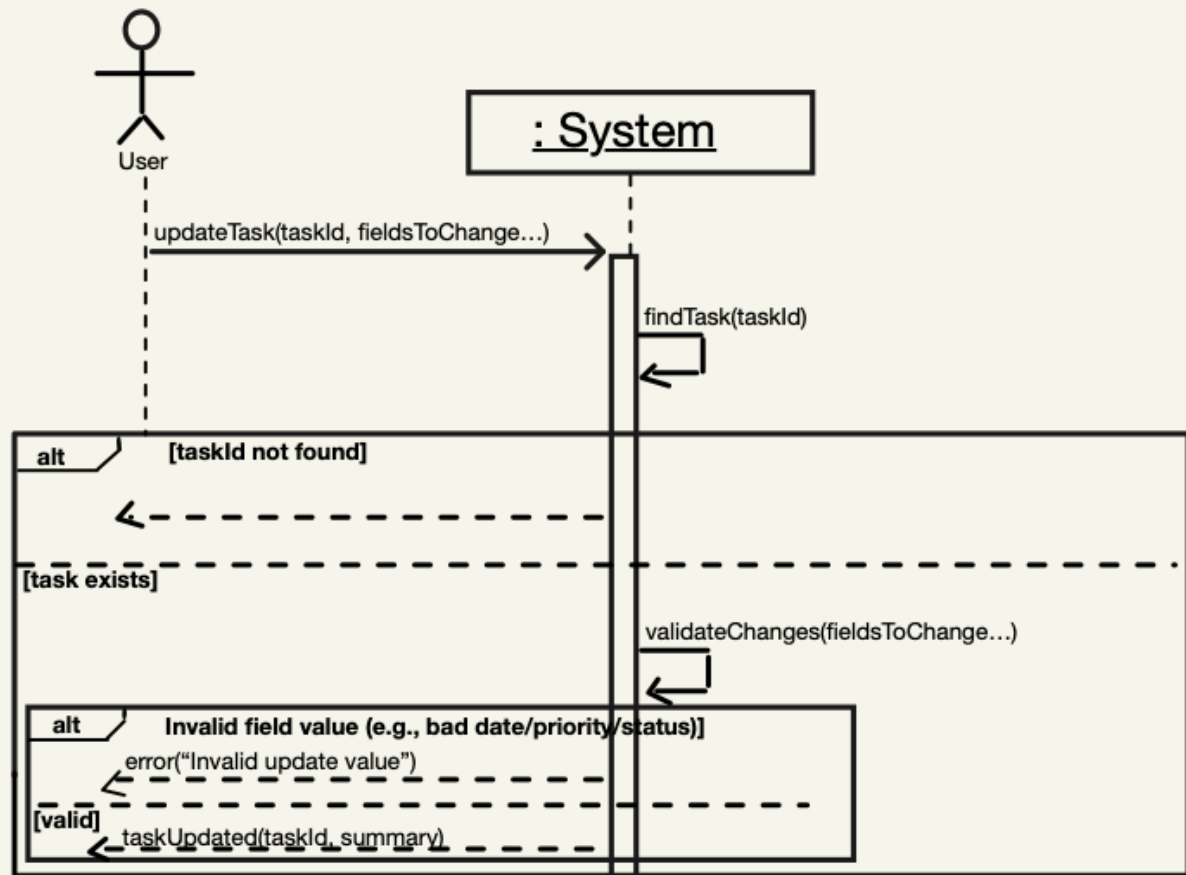 User
: System
updateTask(taskId, fieldsToChange…)
findTask(taskId)
alt
[taskId not found]
[task exists]
validateChanges(fieldsToChange…)
alt
Invalid field value (e.g., bad date/priority/status)]
error(“Invalid update value”)
[valid]
taskUpdated(taskId, summary)